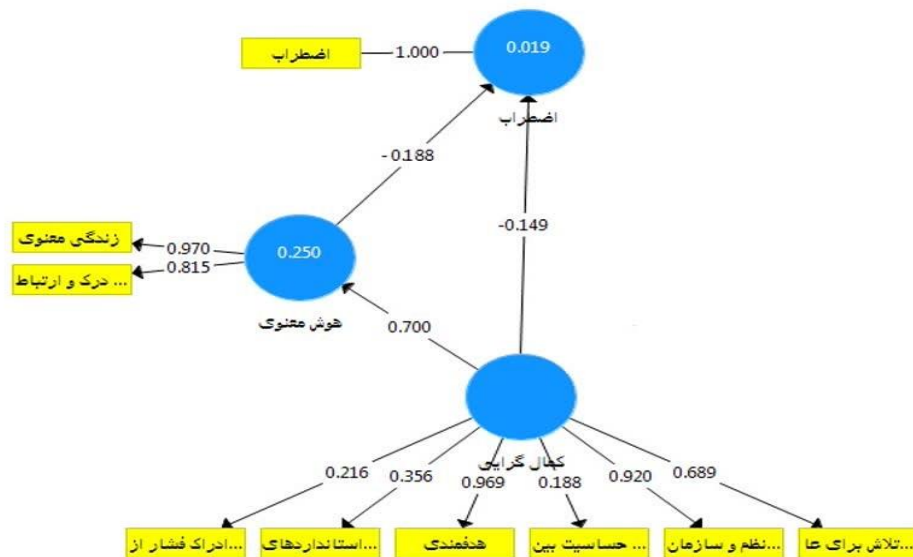 0.019
اضطراب
1.000
اضطراب
- 0.188
-0.149
زندگی معنوی
0.970
0.250
0.815
درک و ارتباط ...
هوش معنوی
0.700
کمال گرایی
0.216
0.356
0.969
0.188
0.920
0.689
ادراک فشار از...
استانداردهای...
هدفمندی
حساسیت بین ...
نظم و سازمان...
تلاش برای عا...